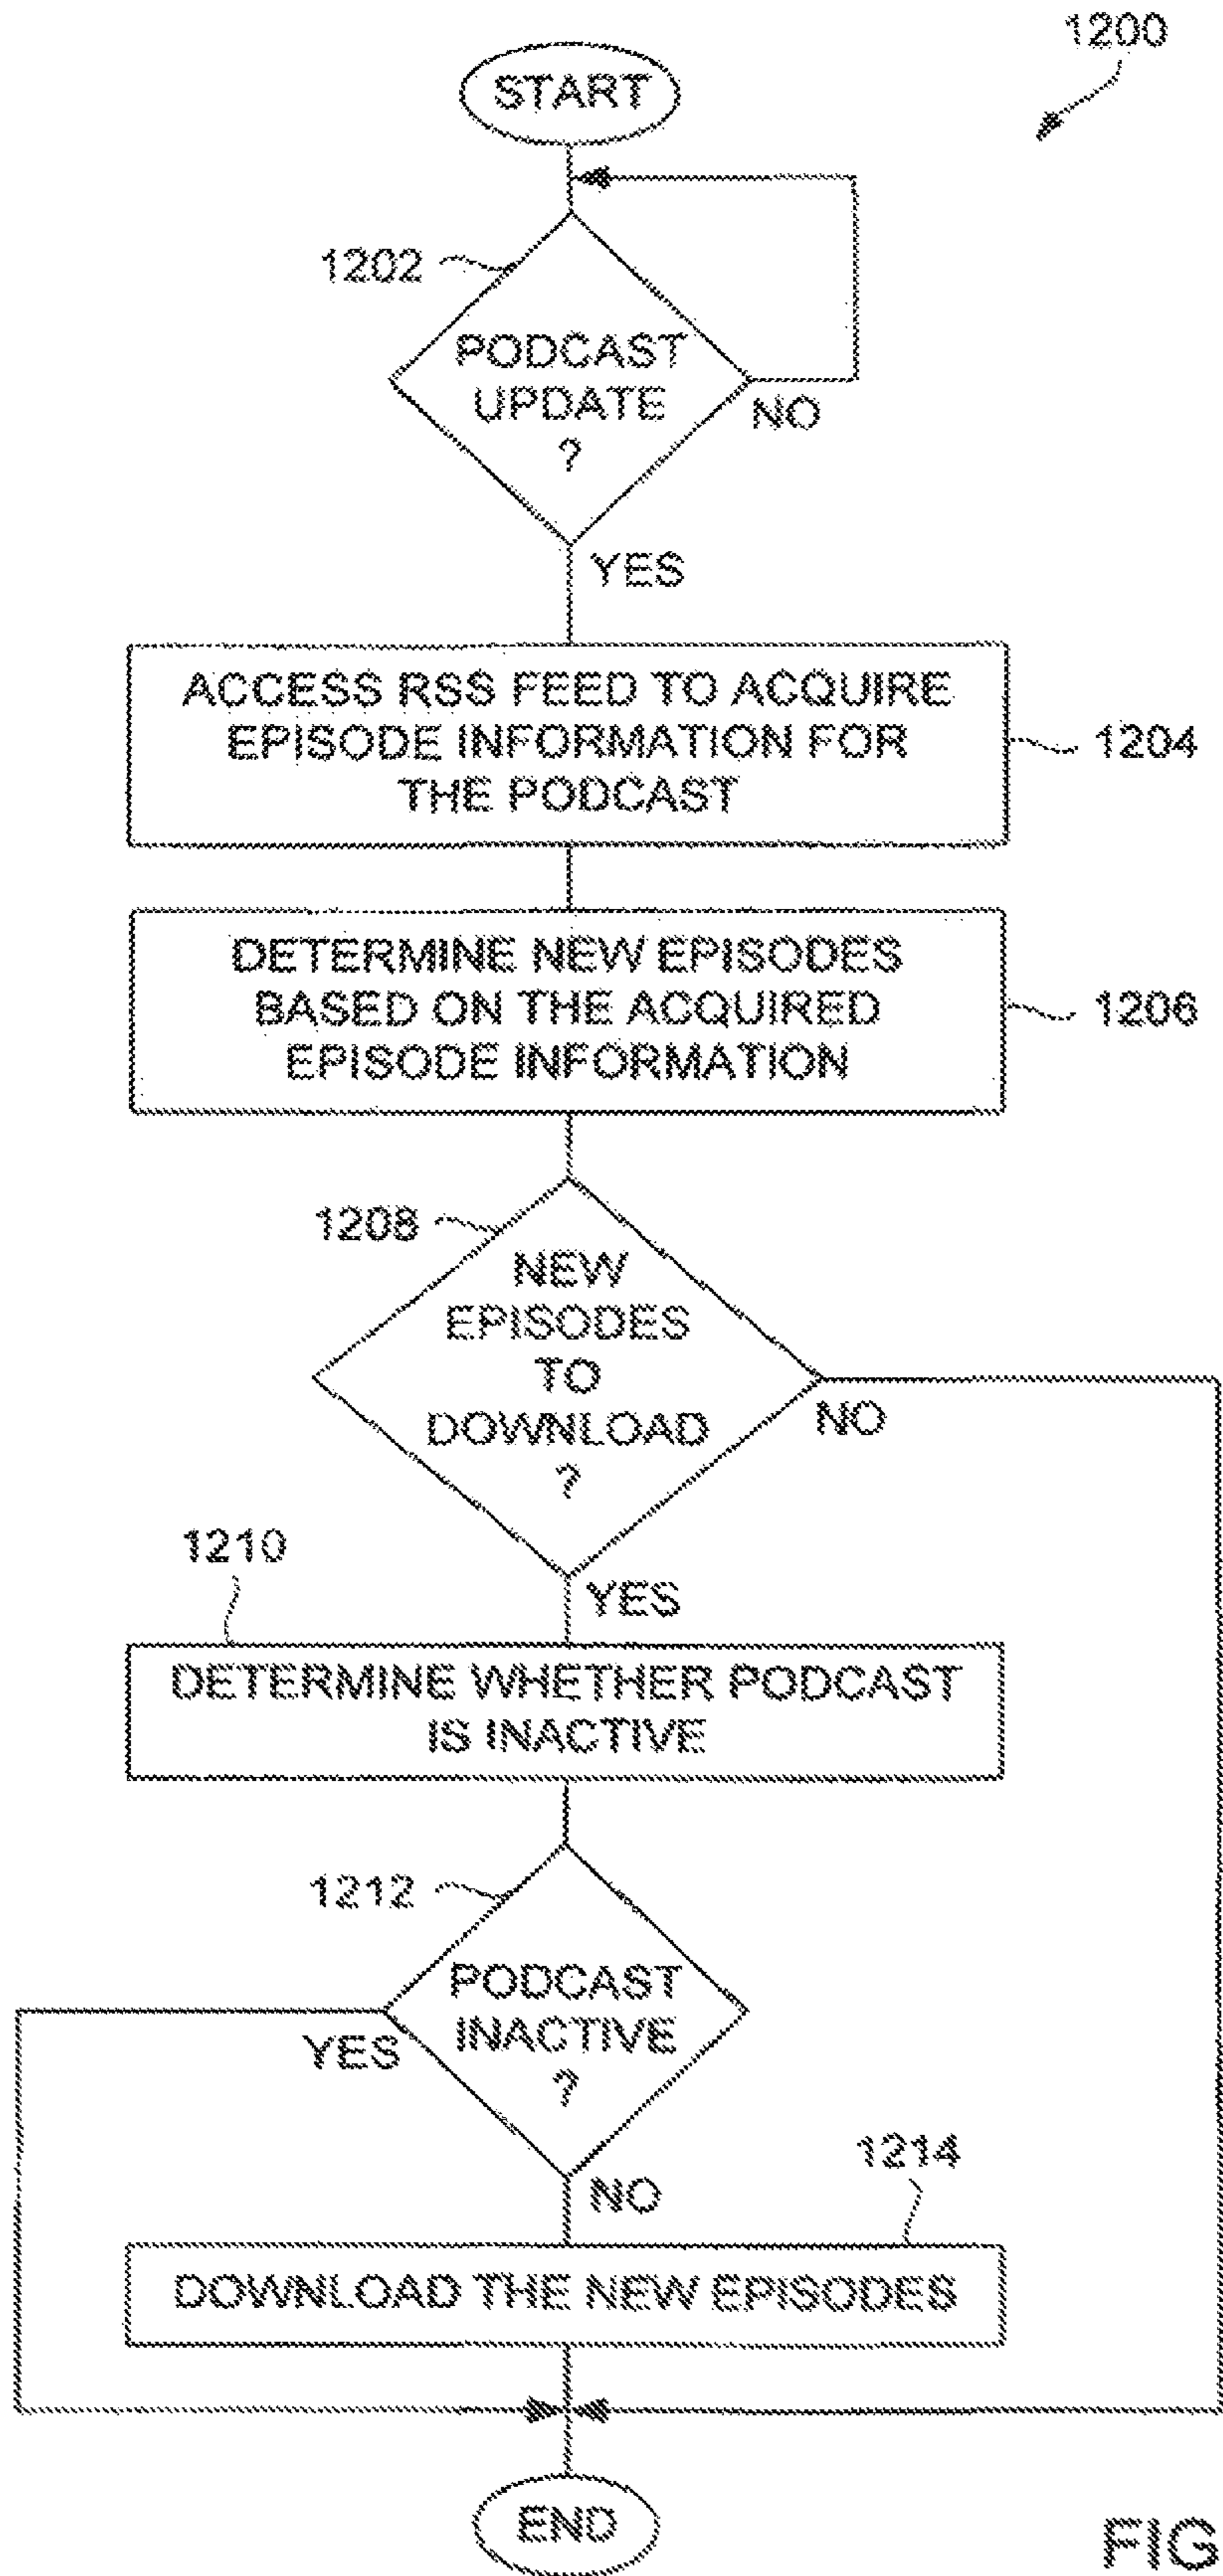 1200
START
1202
PODCAST
UPDATE
?
NO
YES
ACCESS RSS FEED TO ACQUIRE
EPISODE INFORMATION FOR
THE PODCAST
1204
DETERMINE NEW EPISODES
BASED ON THE ACQUIRED
EPISODE INFORMATION
1206
1208
NEW
EPISODES
TO
DOWNLOAD
?
NO
YES
1210
DETERMINE WHETHER PODCAST
IS INACTIVE
1212
PODCAST
INACTIVE
?
YES
NO
1214
DOWNLOAD THE NEW EPISODES
END
FIG